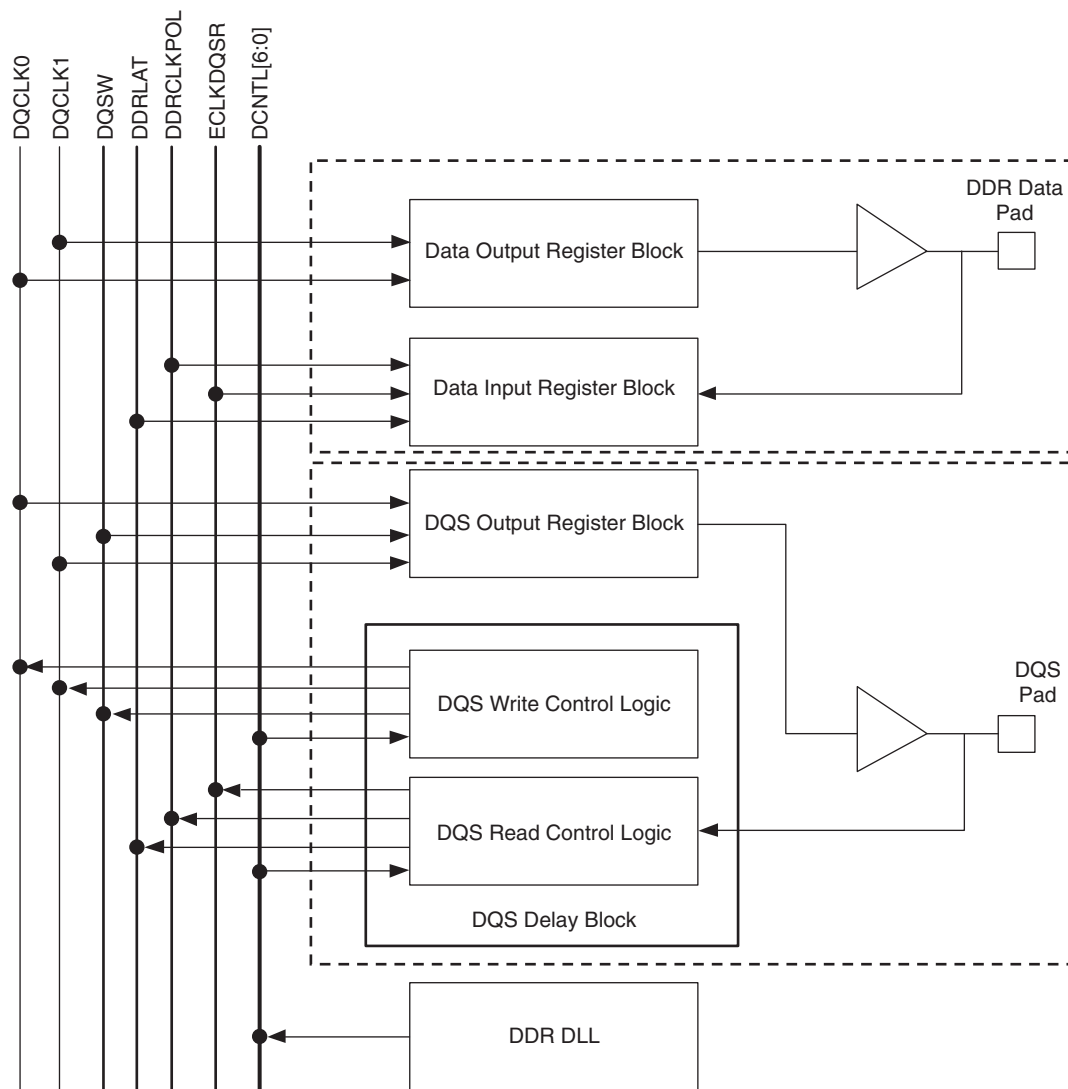 DQCLK0
DQCLK1
DQSW
DDRLAT
DDRCLKPOL
ECLKDQSR
DCNTL[6:0]
DDR Data
Pad
Data Output Register Block
Data Input Register Block
DQS Output Register Block
DQS Write Control Logic
DQS
Pad
DQS Read Control Logic
DQS Delay Block
DDR DLL